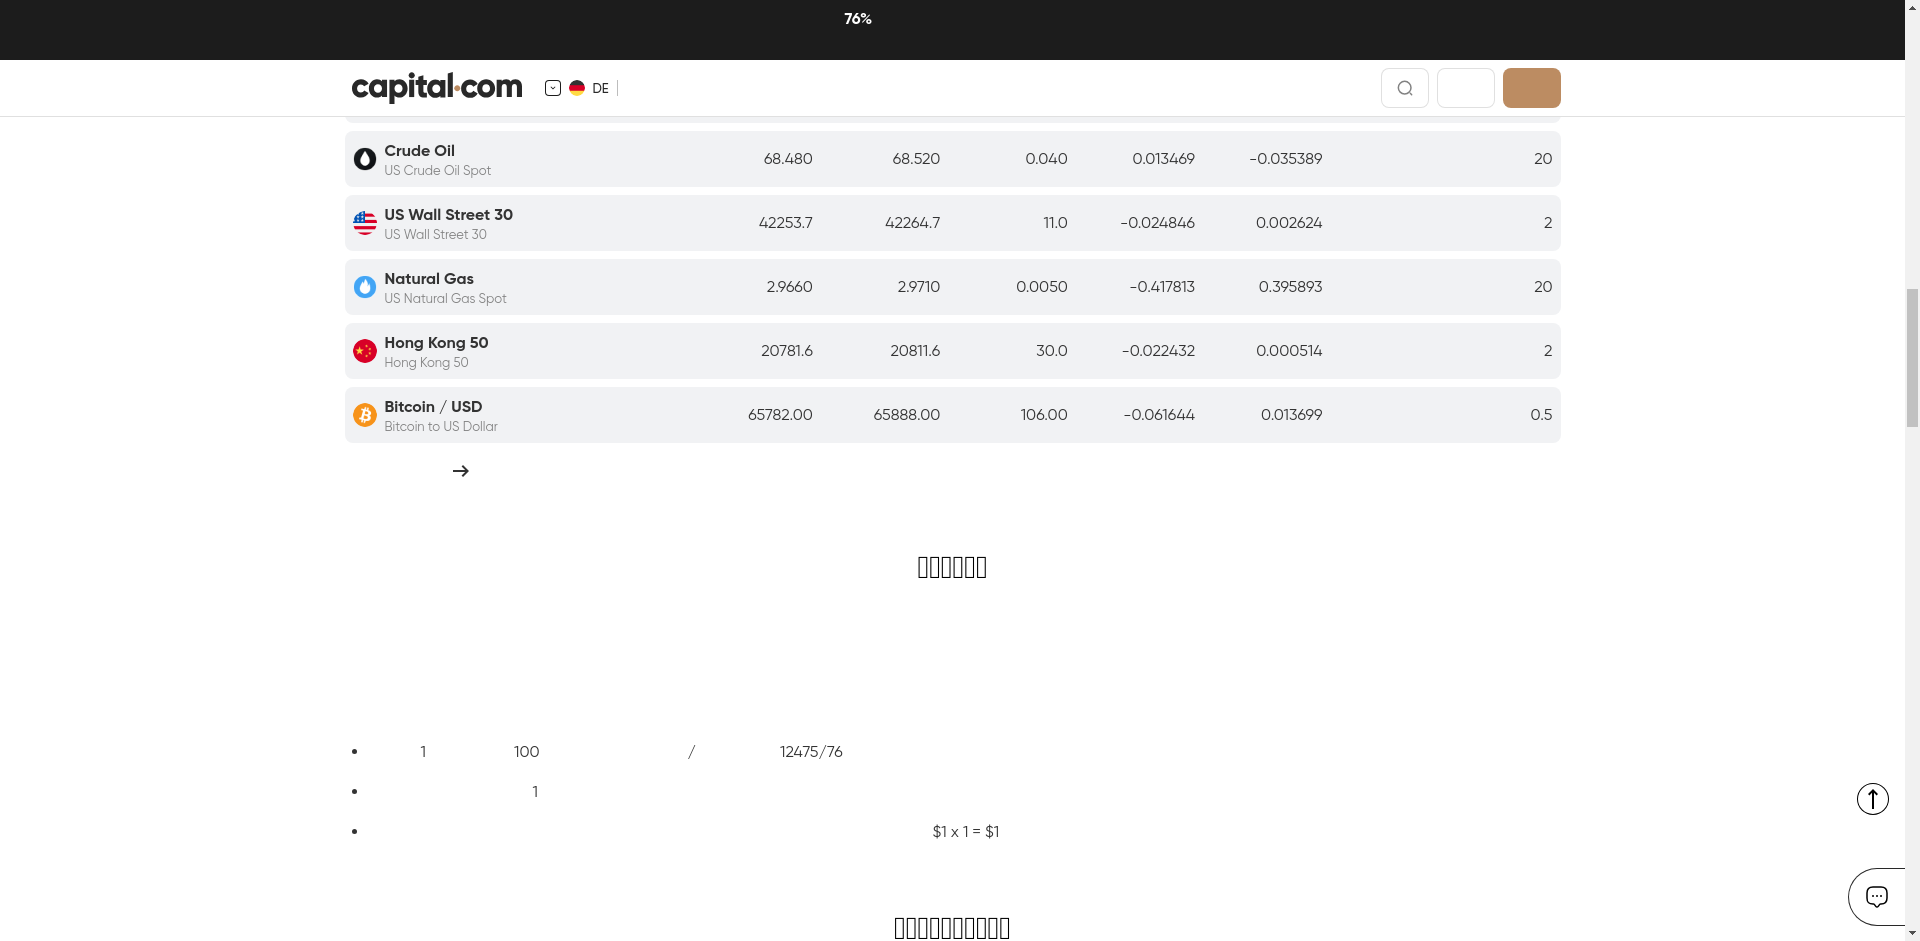 76%
capital.com
DE
Crude Oil 68.480 68.520 0.040 0.013469 -0.035389 20
US Crude Oil Spot
US Wall Street 30 42253.7 42264.7 11.0 -0.024846 0.002624 2
US Wall Street 30
Natural Gas 2.9660 2.9710 0.0050 -0.417813 0.395893 20
US Natural Gas Spot
Hong Kong 50 20781.6 20811.6 30.0 -0.022432 0.000514 2
Hong Kong 50
Bitcoin / USD 65782.00 65888.00 106.00 -0.061644 0.013699 0.5
Bitcoin to US Dollar
1 100 / 12475/76
1
$1 x 1 = $1